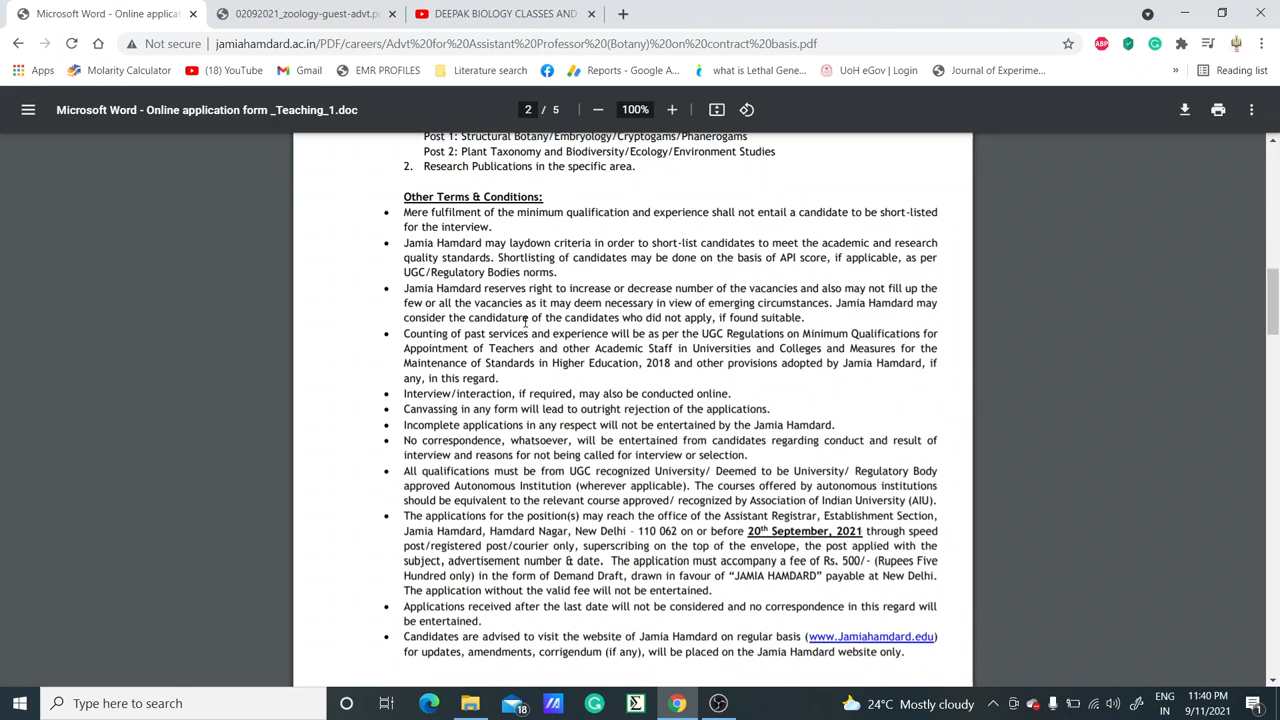 Microsoft Word - Online applicat
02092021_zoology-guest-advt.p
DEEPAK BIOLOGY CLASSES AND
Not secure
jamiahamdard.ac.in/PDF/careers/Advt%20for%20Assistant%20Professor%20(Botany)%20on%20contract%20basis.pdf
Apps
Molarity Calculator
(18) YouTube
Gmail
EMR PROFILES
Literature search
Reports - Google A...
what is Lethal Gene...
UoH eGov | Login
Journal of Experime...
»
Reading list
Microsoft Word - Online application form _Teaching_1.doc
2 / 5
100%
Post 1: Structural Botany/Embryology/Cryptogams/Phanerogams
Post 2: Plant Taxonomy and Biodiversity/Ecology/Environment Studies
2. Research Publications in the specific area.
Other Terms & Conditions:
• Mere fulfilment of the minimum qualification and experience shall not entail a candidate to be short-listed
for the interview.
• Jamia Hamdard may laydown criteria in order to short-list candidates to meet the academic and research
quality standards. Shortlisting of candidates may be done on the basis of API score, if applicable, as per
UGC/Regulatory Bodies norms.
• Jamia Hamdard reserves right to increase or decrease number of the vacancies and also may not fill up the
few or all the vacancies as it may deem necessary in view of emerging circumstances. Jamia Hamdard may
consider the candidature of the candidates who did not apply, if found suitable.
• Counting of past services and experience will be as per the UGC Regulations on Minimum Qualifications for
Appointment of Teachers and other Academic Staff in Universities and Colleges and Measures for the
Maintenance of Standards in Higher Education, 2018 and other provisions adopted by Jamia Hamdard, if
any, in this regard.
• Interview/interaction, if required, may also be conducted online.
• Canvassing in any form will lead to outright rejection of the applications.
• Incomplete applications in any respect will not be entertained by the Jamia Hamdard.
• No correspondence, whatsoever, will be entertained from candidates regarding conduct and result of
interview and reasons for not being called for interview or selection.
• All qualifications must be from UGC recognized University/ Deemed to be University/ Regulatory Body
approved Autonomous Institution (wherever applicable). The courses offered by autonomous institutions
should be equivalent to the relevant course approved/ recognized by Association of Indian University (AIU).
• The applications for the position(s) may reach the office of the Assistant Registrar, Establishment Section,
Jamia Hamdard, Hamdard Nagar, New Delhi - 110 062 on or before 20th September, 2021 through speed
post/registered post/courier only, superscribing on the top of the envelope, the post applied with the
subject, advertisement number & date. The application must accompany a fee of Rs. 500/- (Rupees Five
Hundred only) in the form of Demand Draft, drawn in favour of “JAMIA HAMDARD” payable at New Delhi.
The application without the valid fee will not be entertained.
• Applications received after the last date will not be considered and no correspondence in this regard will
be entertained.
• Candidates are advised to visit the website of Jamia Hamdard on regular basis (www.Jamiahamdard.edu)
for updates, amendments, corrigendum (if any), will be placed on the Jamia Hamdard website only.
Type here to search
18
24°C Mostly cloudy
ENG
IN
11:40 PM
9/11/2021